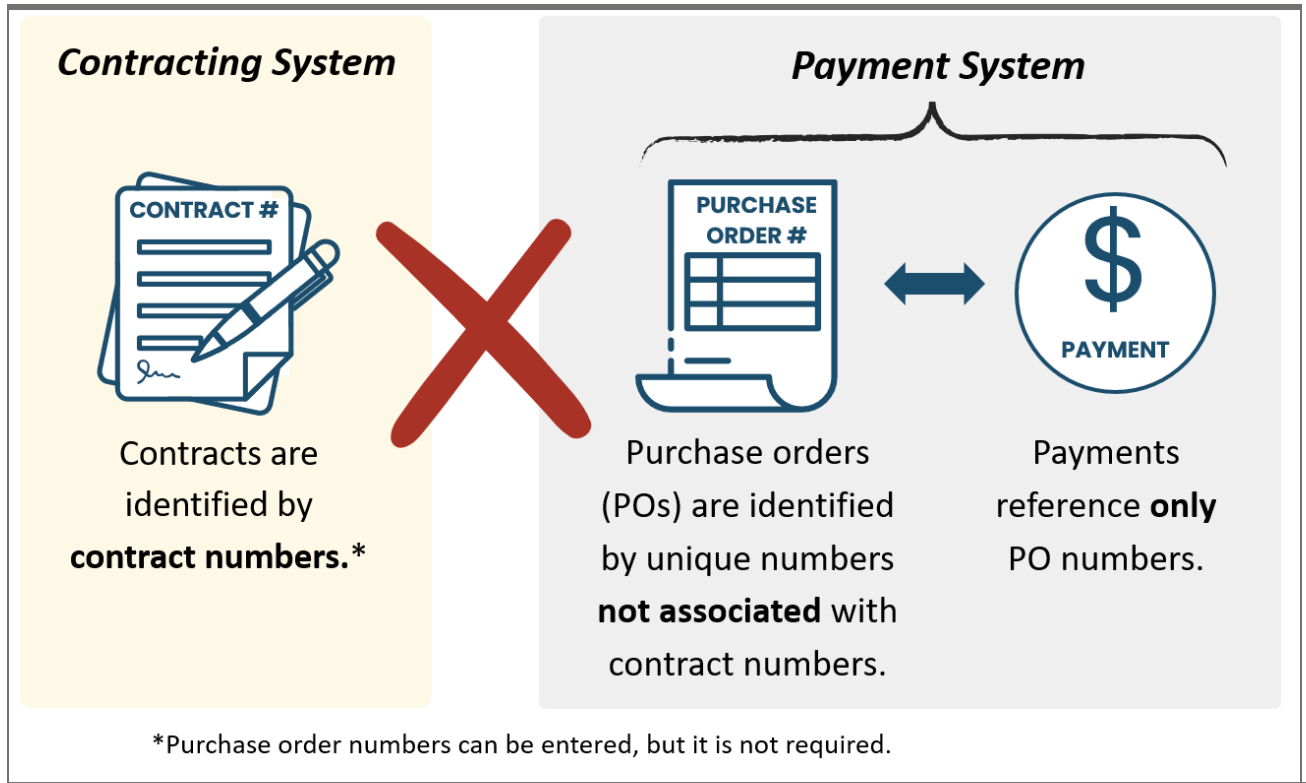 Contracting System
Payment System
CONTRACT #
PURCHASE
ORDER #
$
PAYMENT
Contracts are
identified by
contract numbers.*
Purchase orders
(POs) are identified
by unique numbers
not associated with
contract numbers.
Payments
reference only
PO numbers.
*Purchase order numbers can be entered, but it is not required.